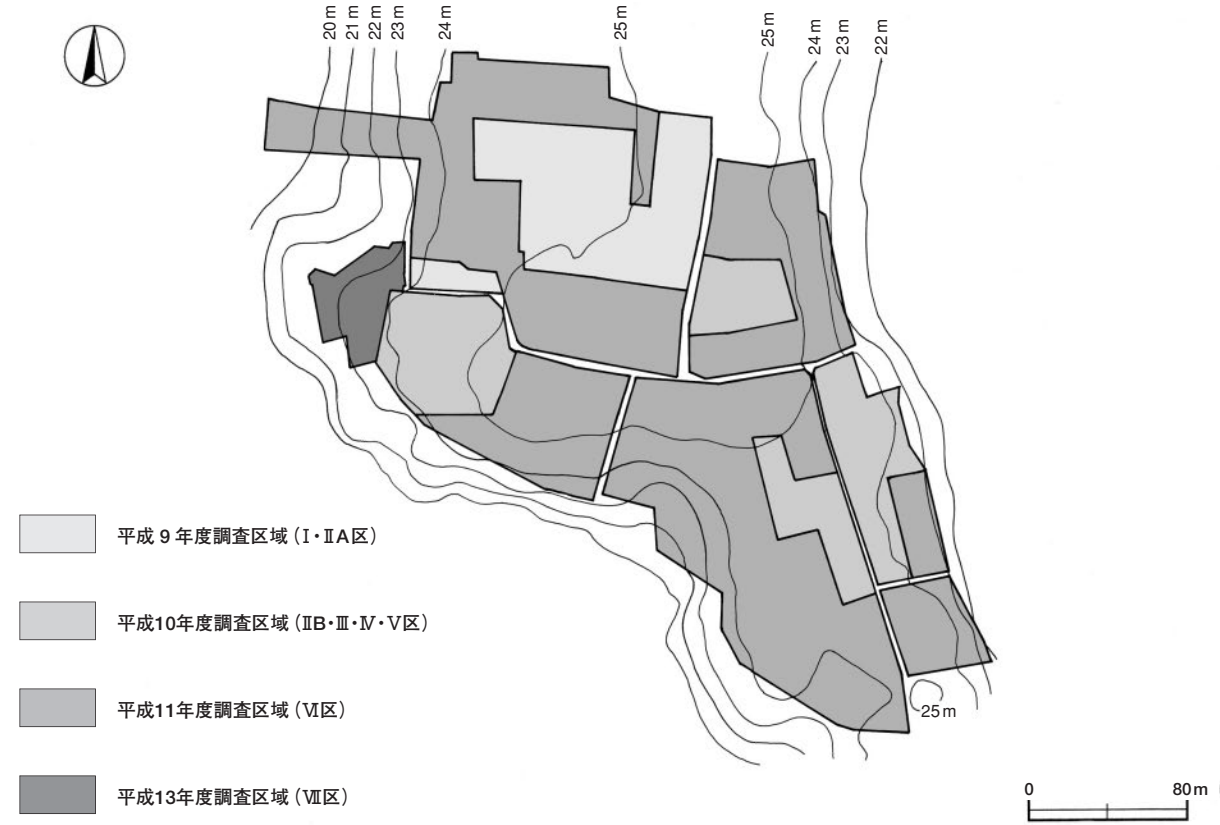 20m 21m 22m 23m 24m 25m 25m 24m 23m 22m
平成9年度調査区域(Ⅰ・ⅡA区)
平成10年度調査区域(ⅡB・Ⅲ・Ⅳ・Ⅴ区)
平成11年度調査区域(Ⅵ区)
25m
平成13年度調査区域(Ⅶ区)
0 80m